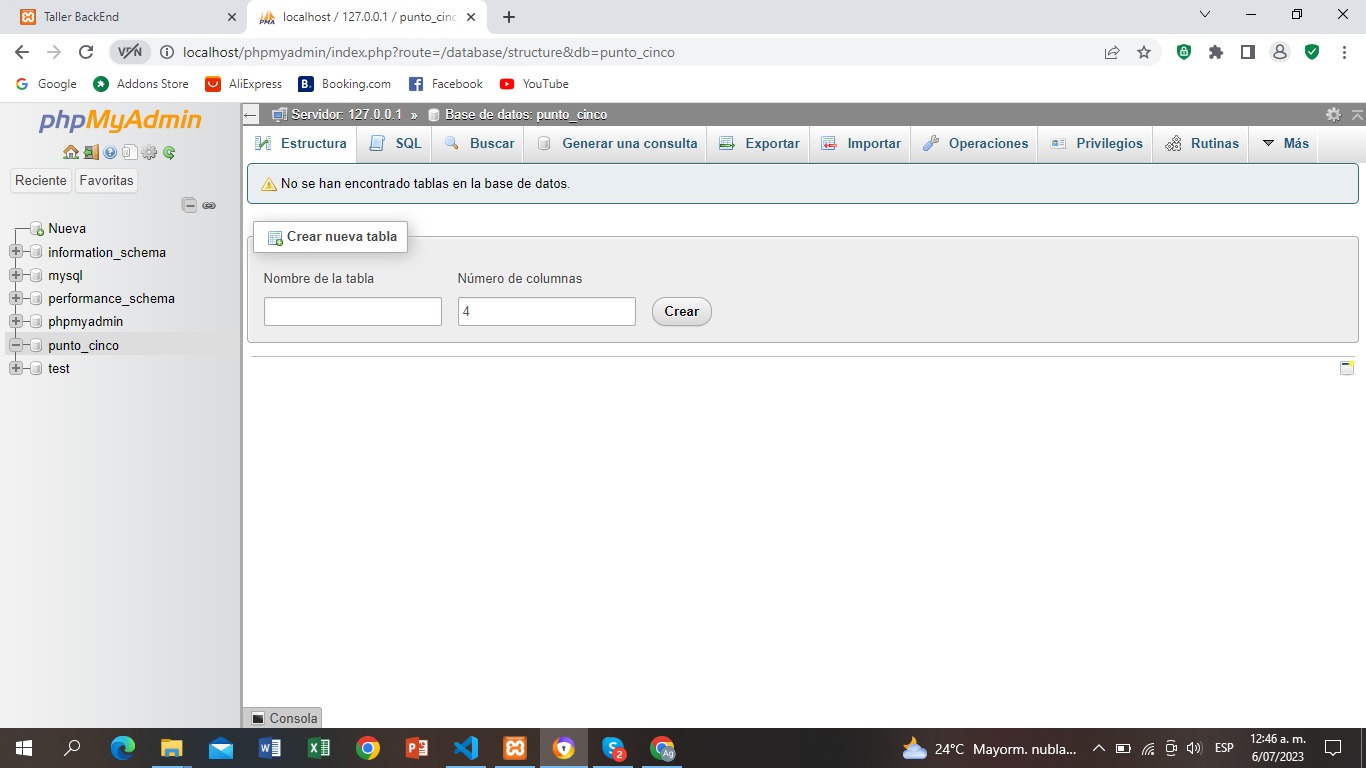 Taller BackEnd
localhost / 127.0.0.1 / punto_cinc
VPN
localhost/phpmyadmin/index.php?route=/database/structure&db=punto_cinco
Google
Addons Store
AliExpress
B.
Booking.com
Facebook
YouTube
phpMyAdmin
Reciente
Favoritas
Nueva
information_schema
mysql
performance_schema
phpmyadmin
punto_cinco
test
Servidor: 127.0.0.1 » Base de datos: punto_cinco
Estructura
SQL
Buscar
Generar una consulta
Exportar
Importar
Operaciones
Privilegios
Rutinas
Más
No se han encontrado tablas en la base de datos.
Crear nueva tabla
Nombre de la tabla
Número de columnas
4
Crear
Consola
24°C Mayorm. nubla...
ESP
12:46 a. m.
6/07/2023